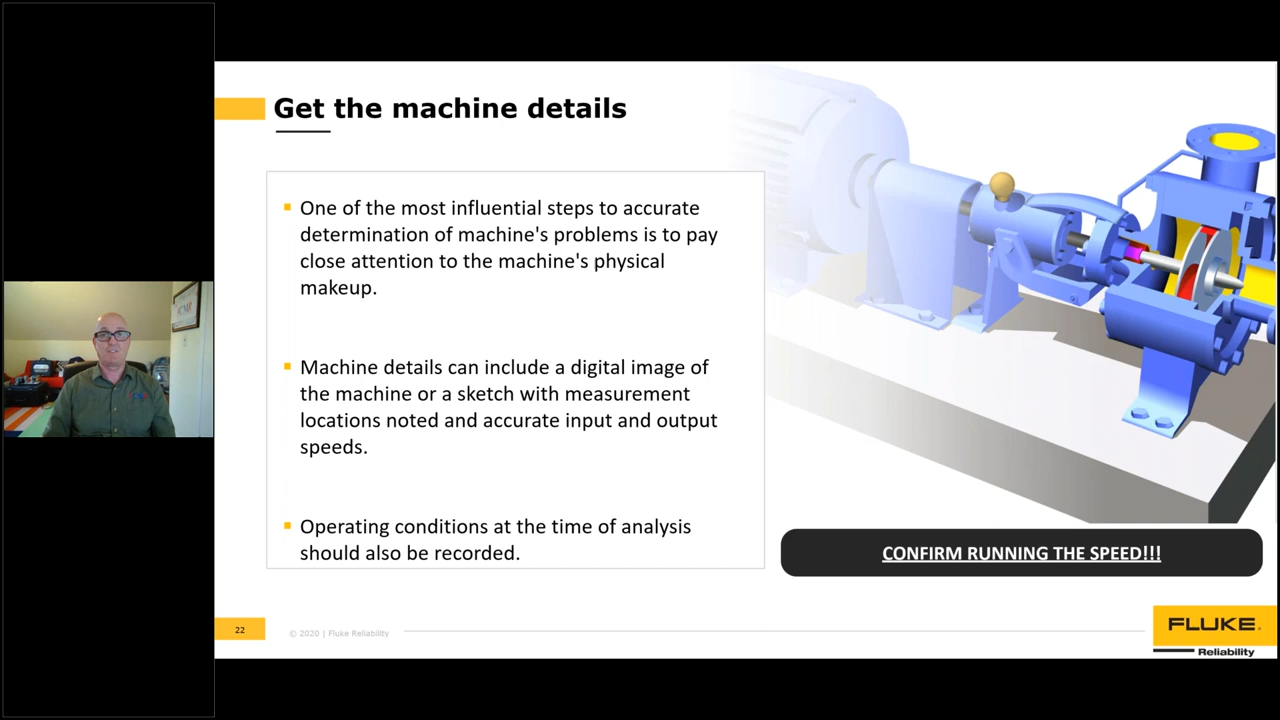 Get the machine details
One of the most influential steps to accurate
determination of machine's problems is to pay
close attention to the machine's physical
makeup.
Machine details can include a digital image of
the machine or a sketch with measurement
locations noted and accurate input and output
speeds.
Operating conditions at the time of analysis
should also be recorded.
CONFIRM RUNNING THE SPEED!!!
22
© 2020 | Fluke Reliability
FLUKE.
Reliability